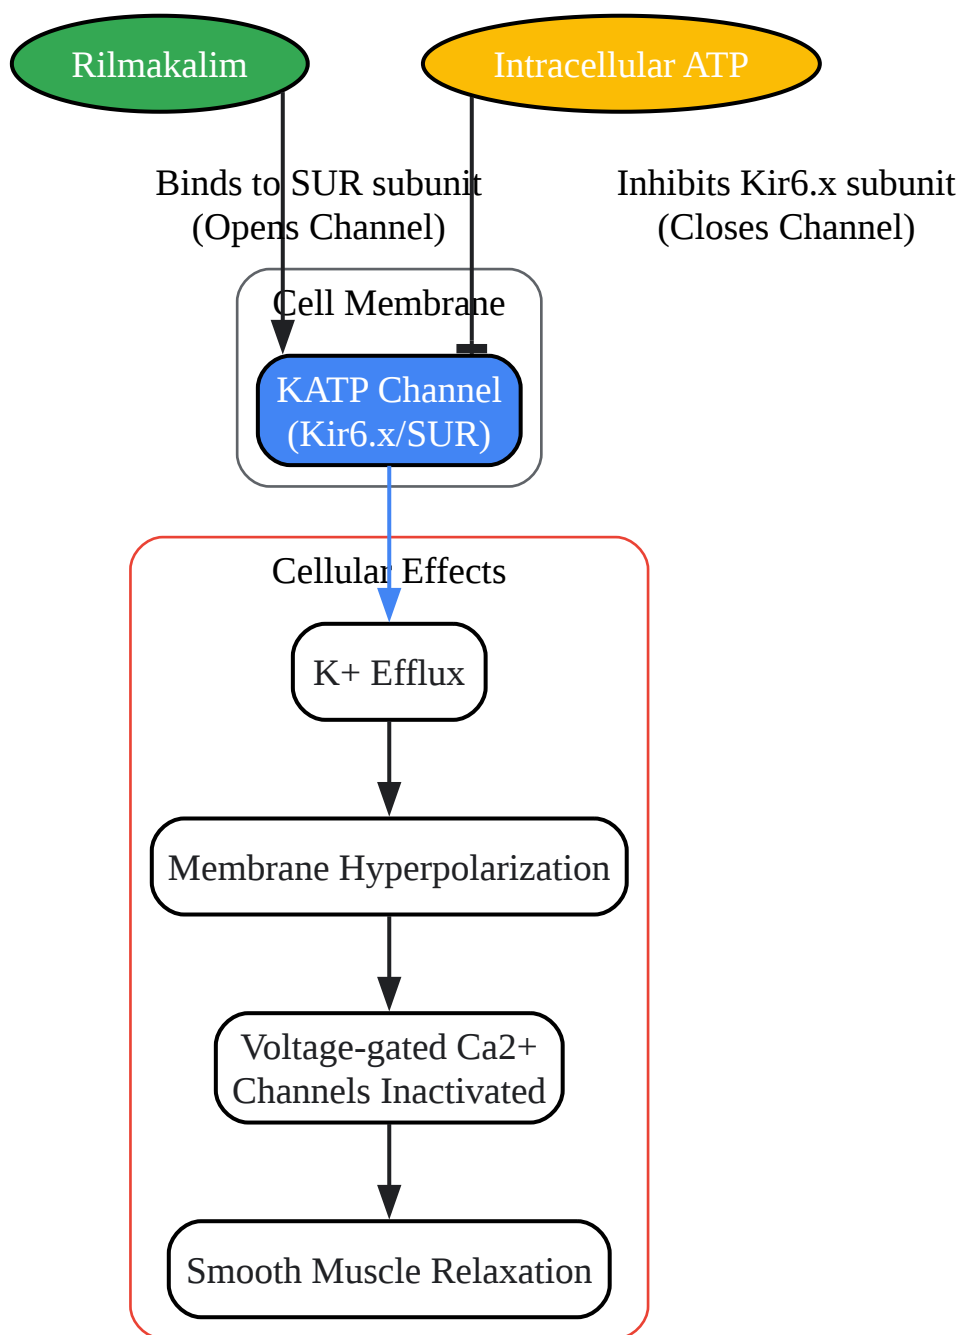 Rilmakalim
Intracellular ATP
Binds to SUR subunit
(Opens Channel)
Inhibits Kir6.x subunit
(Closes Channel)
Cell Membrane
KATP Channel
(Kir6.x/SUR)
Cellular Effects
K+ Efflux
Membrane Hyperpolarization
Voltage-gated Ca2+
Channels Inactivated
Smooth Muscle Relaxation